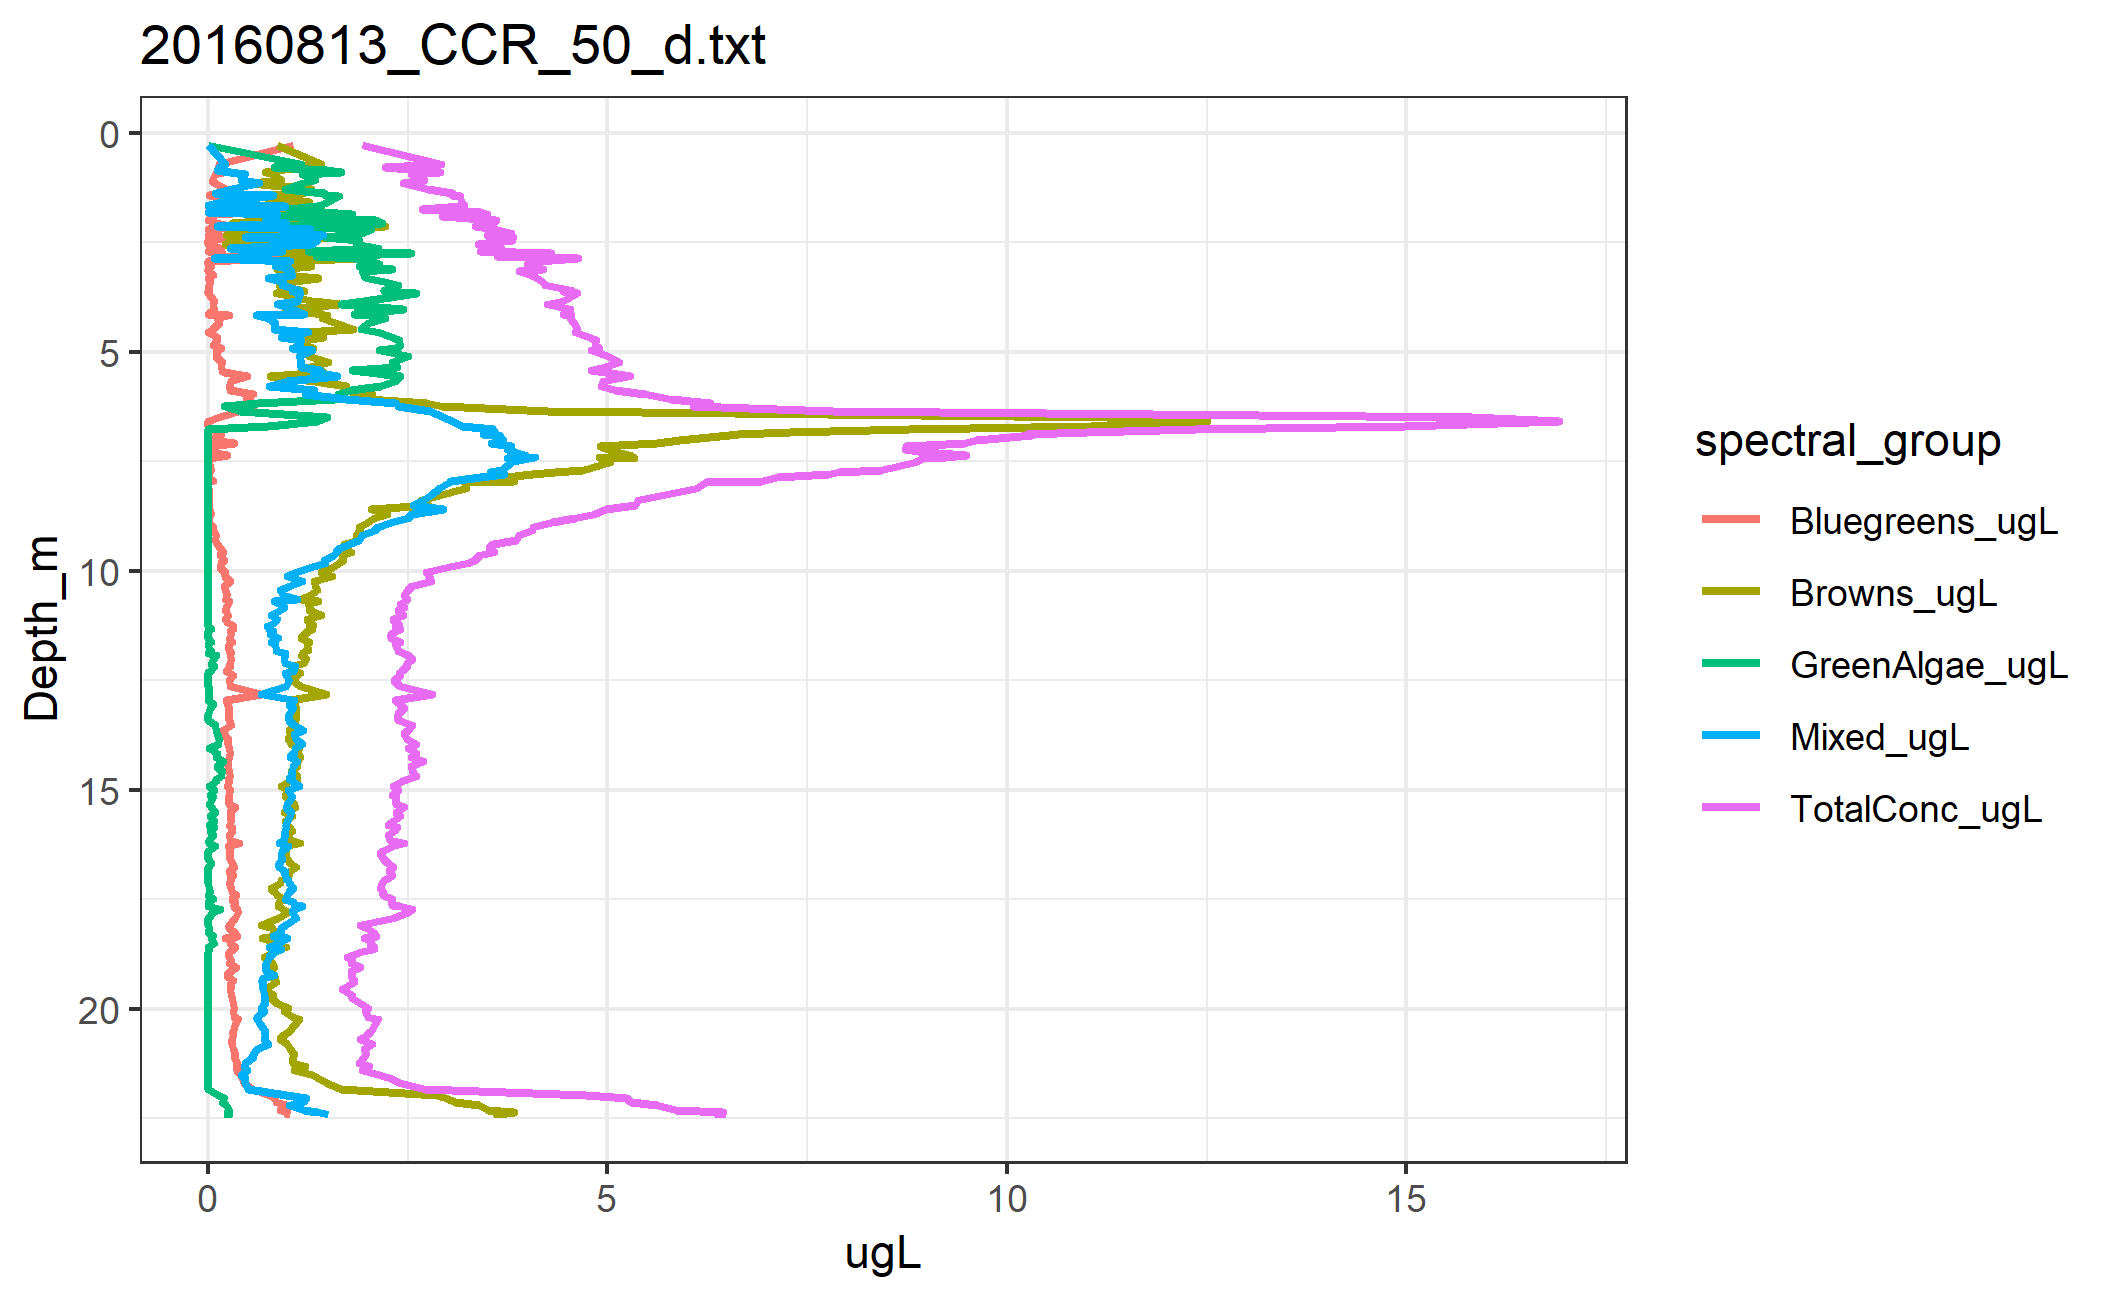 20160813_CCR_50_d.txt
0
5
10
15
20
Depth_m
0
5
10
15
ugL
spectral_group
Bluegreens_ugL
Browns_ugL
GreenAlgae_ugL
Mixed_ugL
TotalConc_ugL